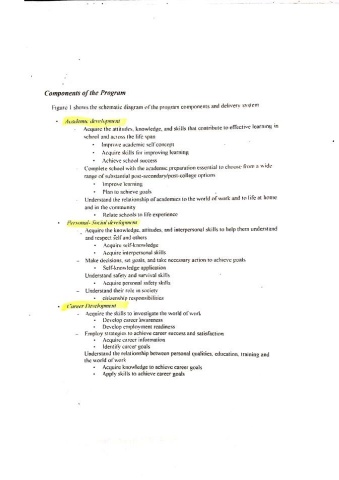 Components of the Program
Figure 1 shows the schematic diagram of the program components and delivery system
• Academic development
- Acquire the attitudes, knowledge, and skills that contribute to effective learning in
school and across the life span
• Improve academic self concept
• Acquire skills for improving learning
• Achieve school success
- Complete school with the academic preparation essential to choose from a wide
range of substantial post-secondary/post-college options
• Improve learning
• Plan to achieve goals
- Understand the relationship of academics to the world of work and to life at home
and in the community
• Relate schools to life experience
• Personal- Social development
- Acquire the knowledge, attitudes, and interpersonal skills to help them understand
and respect self and others
• Acquire self-knowledge
• Acquire interpersonal skills
- Make decisions, set goals, and take necessary action to achieve goals
• Self-knowledge application
Understand safety and survival skills
• Acquire personal safety skills
- Understand their role in society
• citizenship responsibilities
• Career Development
- Acquire the skills to investigate the world of work
• Develop career awareness
• Develop employment readiness
- Employ strategies to achieve career success and satisfaction
• Acquire career information
• Identify career goals
Understand the relationship between personal qualities, education, training and
the world of work
• Acquire knowledge to achieve career goals
• Apply skills to achieve career goals